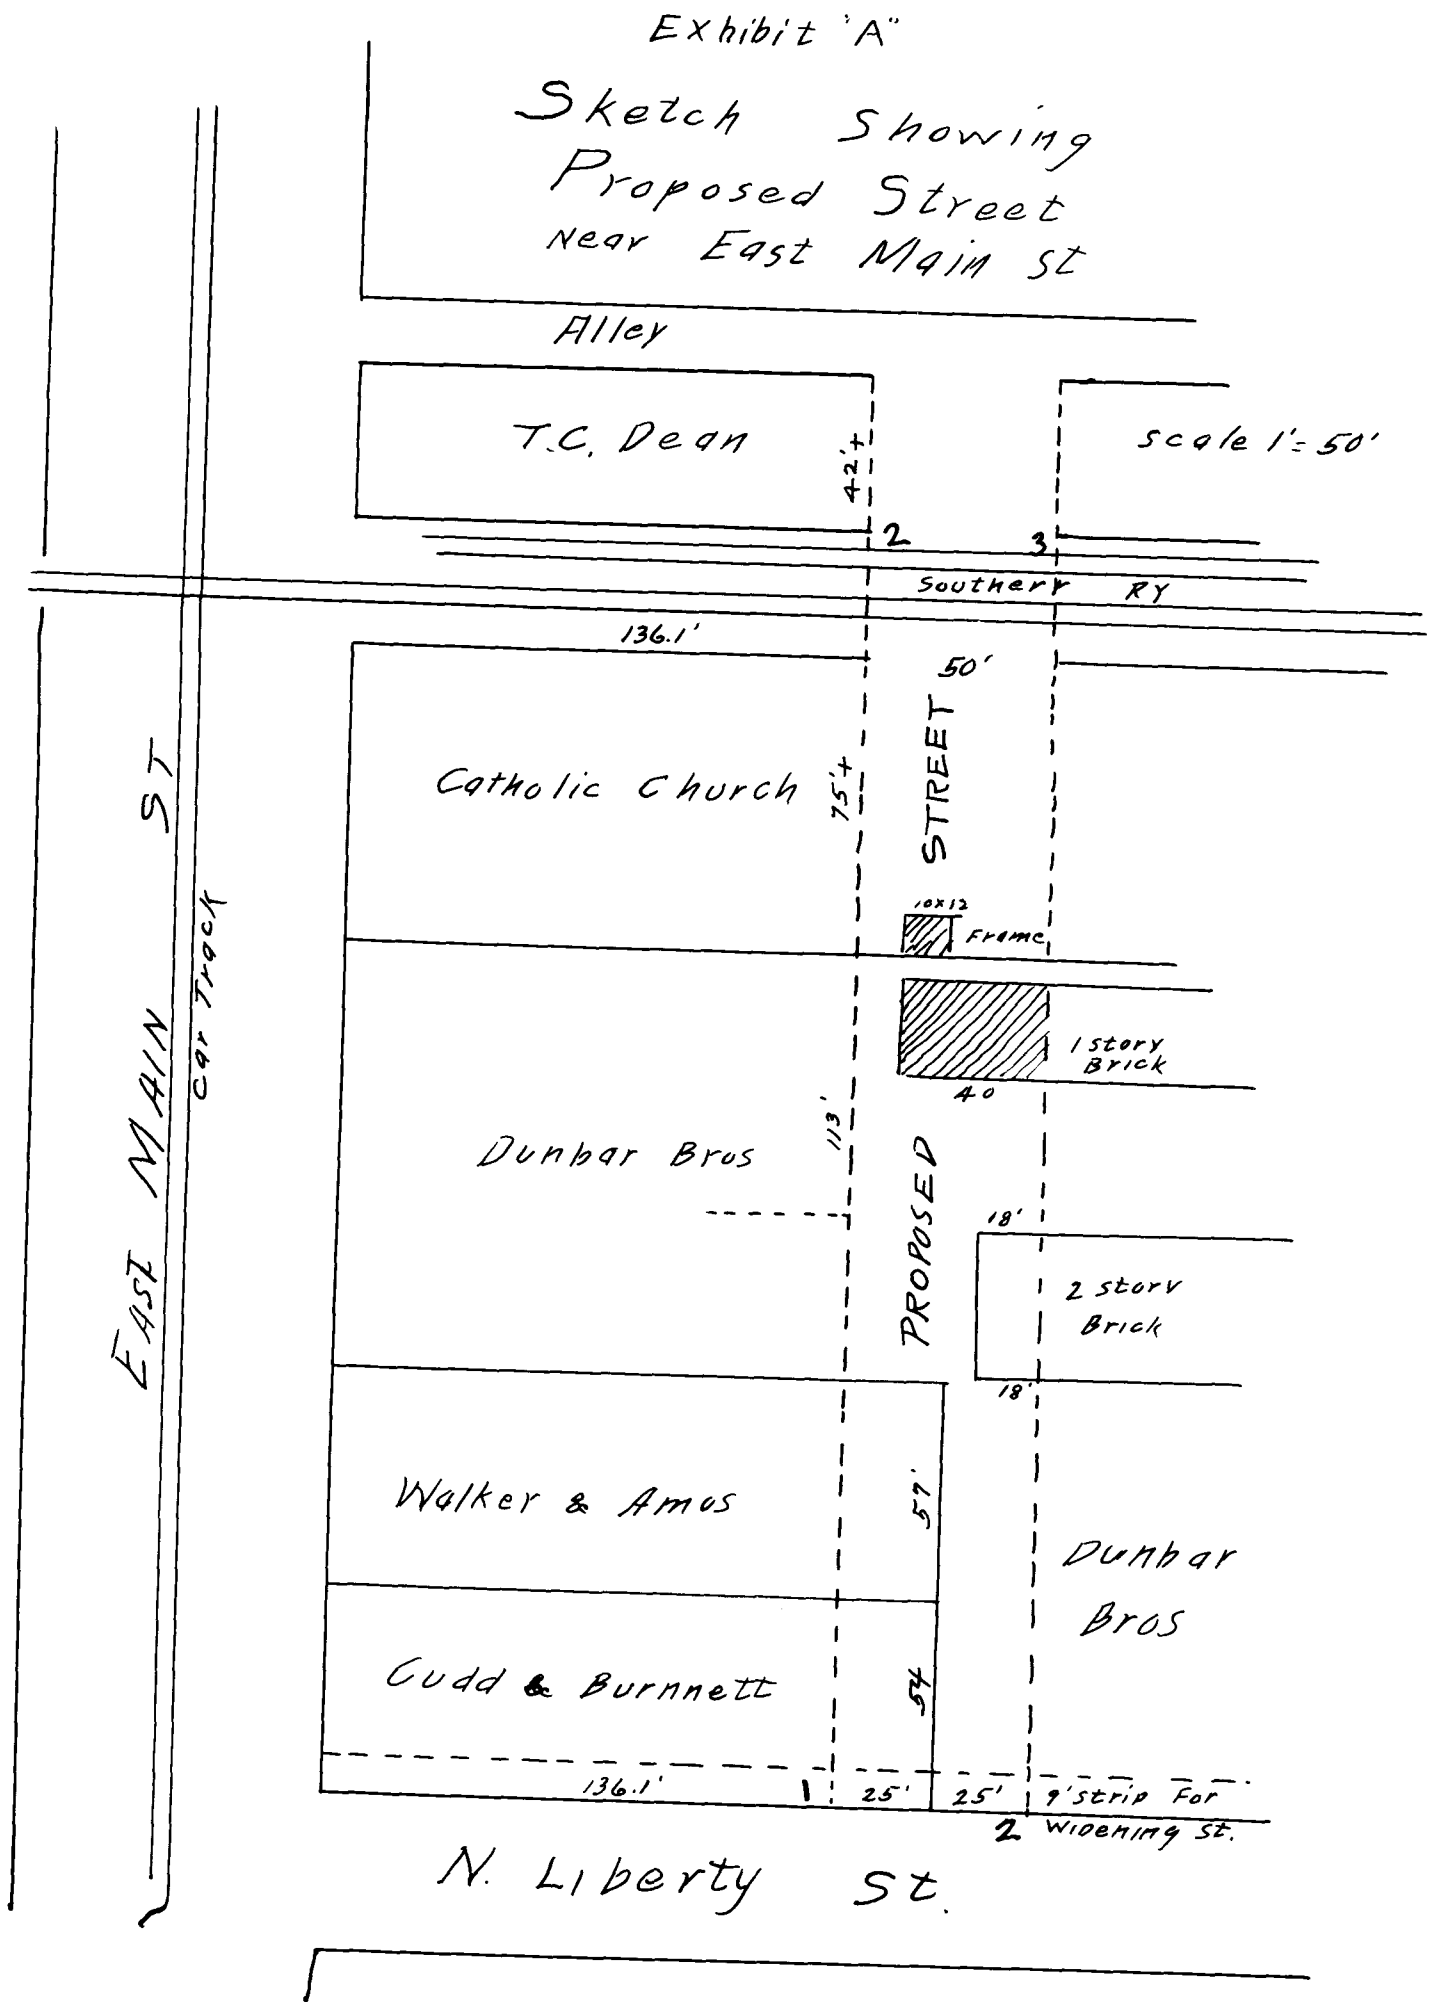 Exhibit "A"
Sketch Showing
Proposed Street
Near East Main St
Alley
T.C. Dean
42'+
scale 1'=50'
2
3
Southern RY
136.1'
50'
Catholic Church
75'+
STREET
10x12
Frame
1 story
Brick
40
EAST MAIN ST
Car Track
Dunbar Bros
113'
PROPOSED
18'
2 story
Brick
18'
Walker & Amos
57'
Dunbar
Bros
Cudd & Burnnett
54
136.1'
1
25'
25'
9' strip For
2
Widening St.
N. Liberty St.